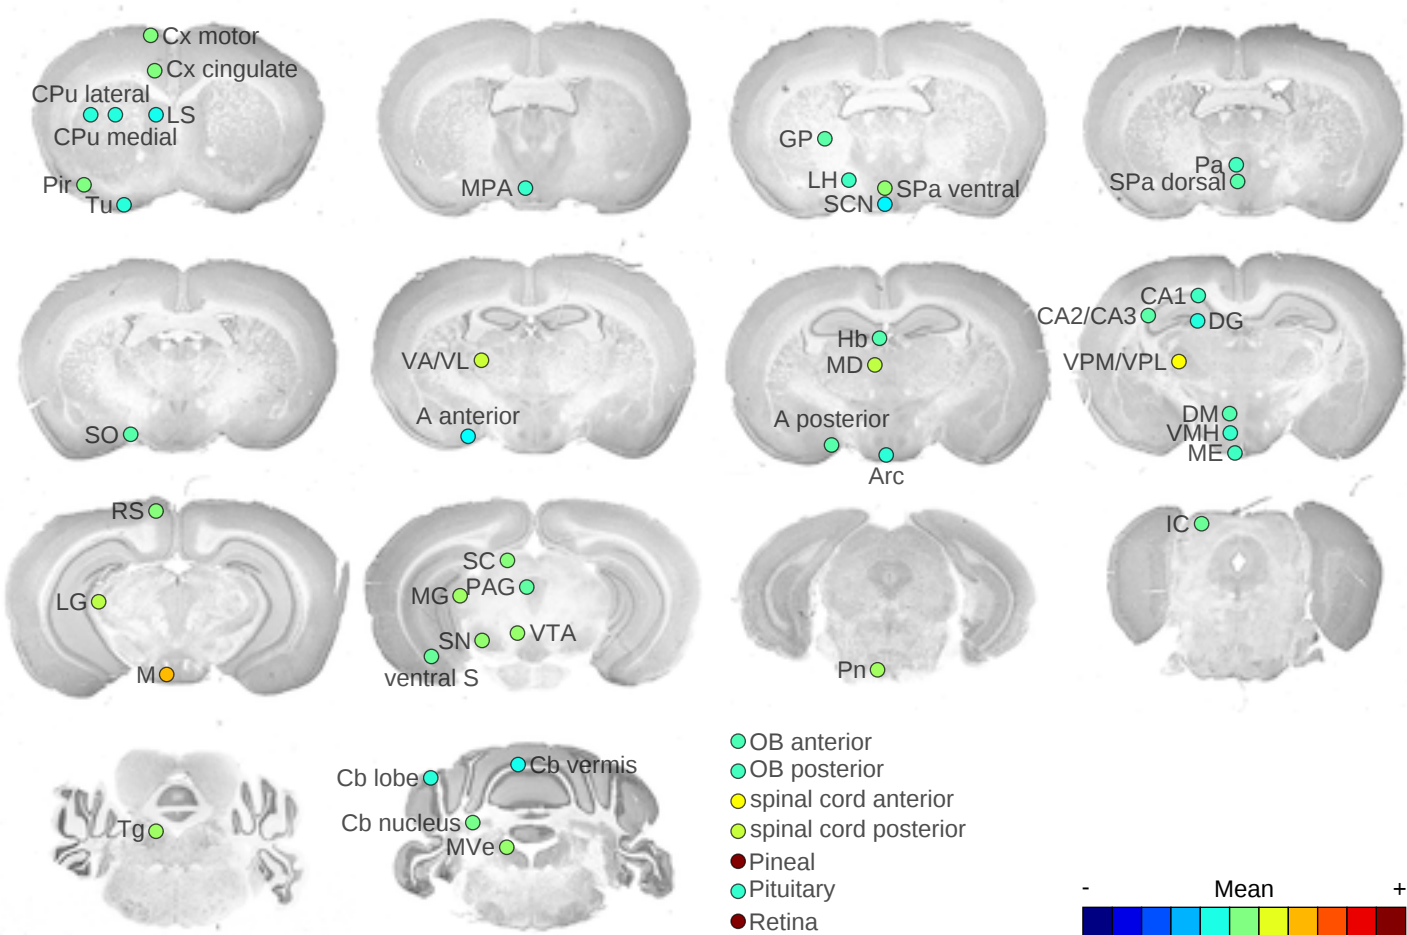 Cx motor
Cx cingulate
CPu lateral
LS
CPu medial
Pir
Tu
MPA
GP
LH
SPa ventral
SCN
Pa
SPa dorsal
SO
VA/VL
A anterior
Hb
MD
A posterior
Arc
CA1
CA2/CA3
DG
VPM/VPL
DM
VMH
ME
RS
LG
M
SC
PAG
MG
SN
VTA
ventral S
Pn
IC
Tg
Cb lobe
Cb vermis
Cb nucleus
MVe
OB anterior
OB posterior
spinal cord anterior
spinal cord posterior
Pineal
Pituitary
Retina
- Mean +